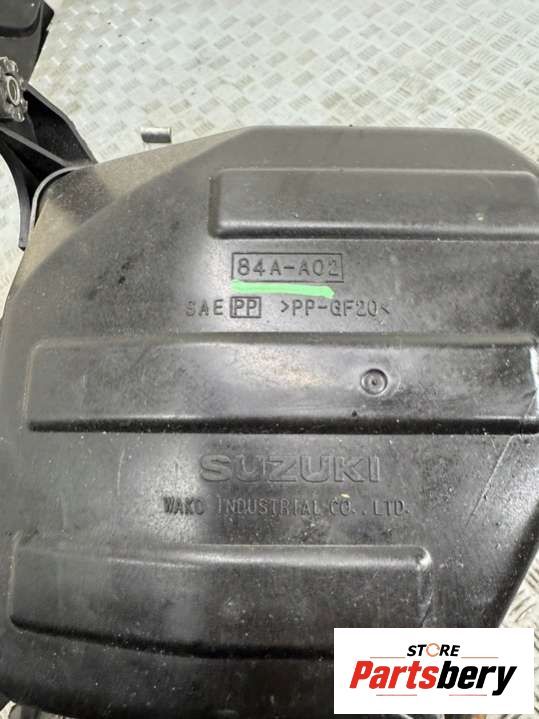 84A-A02
SAE PP >PP-GF20<
SUZUKI
WAKO INDUSTRIAL CO., LTD.
STORE
Partsbery